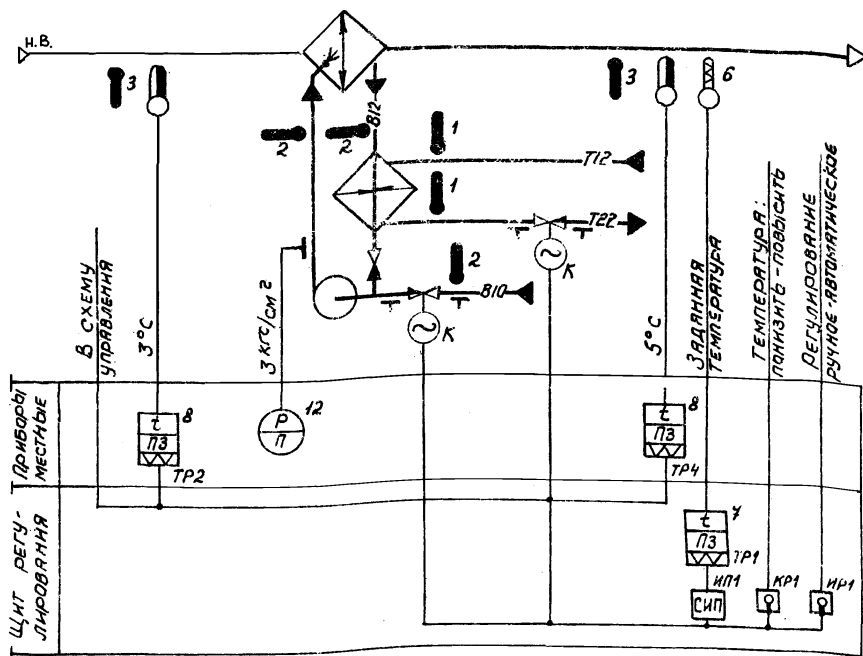 Н.В.
3
3
6
В12
2
2
1
Т12
1
Т22
2
В10
К
К
В СХЕМУ
УПРАВЛЕНИЯ
3°С
3 КГС/СМ2
5°С
ЗАДАННАЯ
ТЕМПЕРАТУРА
ТЕМПЕРАТУРА:
ПОНИЗИТЬ-ПОВЫСИТЬ
РЕГУЛИРОВАНИЕ
РУЧНОЕ-АВТОМАТИЧЕСКОЕ
ПРИБОРЫ
МЕСТНЫЕ
t
ПЗ
8
ТР2
Р
П
12
t
ПЗ
8
ТР4
ЩИТ РЕГУ-
ЛИРОВАНИЯ
t
ПЗ
7
ТР1
ИП1
СИП
КР1
ИР1